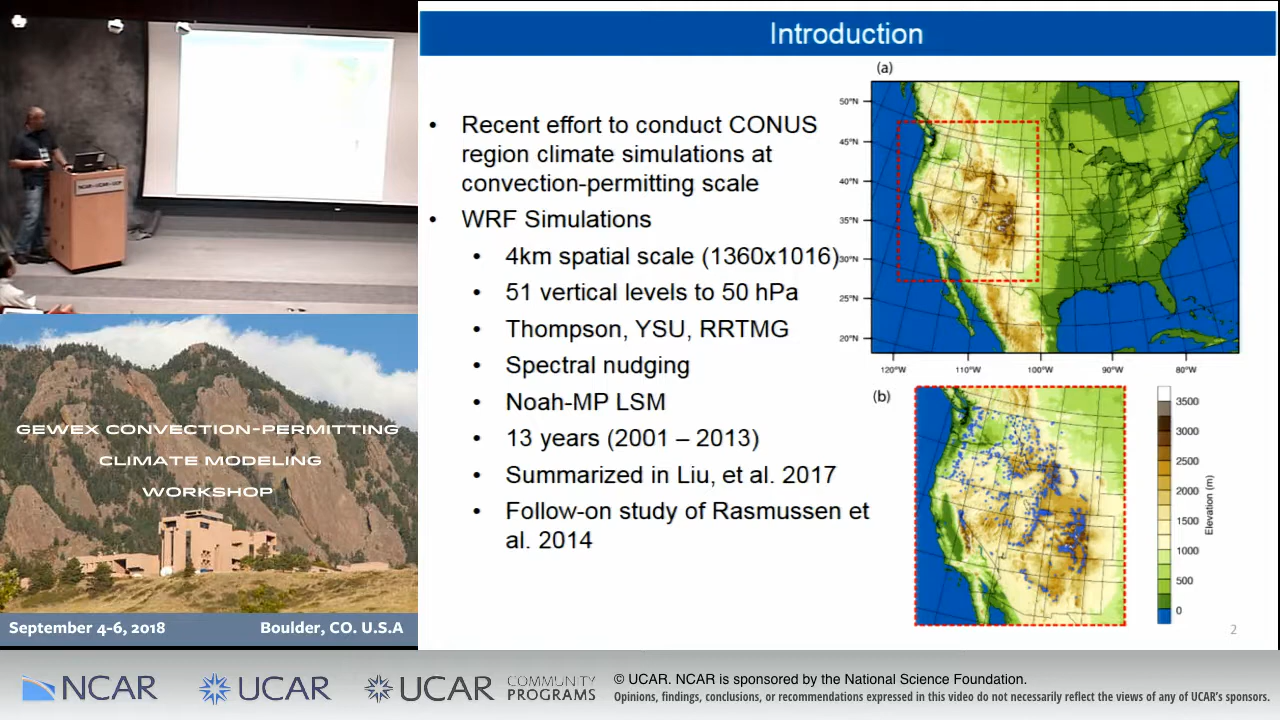 Introduction
• Recent effort to conduct CONUS
region climate simulations at
convection-permitting scale
• WRF Simulations
• 4km spatial scale (1360x1016)
• 51 vertical levels to 50 hPa
• Thompson, YSU, RRTMG
• Spectral nudging
• Noah-MP LSM
• 13 years (2001 – 2013)
• Summarized in Liu, et al. 2017
• Follow-on study of Rasmussen et
al. 2014
(a)
50°N
45°N
40°N
35°N
30°N
25°N
20°N
120°W 110°W 100°W 90°W 80°W
(b)
3500
3000
2500
2000
1500
1000
500
0
Elevation (m)
2
NCAR•UCAR•UCP
GEWEX CONVECTION-PERMITTING
CLIMATE MODELING
WORKSHOP
September 4-6, 2018 Boulder, CO. U.S.A
NCAR UCAR UCAR COMMUNITY PROGRAMS
© UCAR. NCAR is sponsored by the National Science Foundation.
Opinions, findings, conclusions, or recommendations expressed in this video do not necessarily reflect the views of any of UCAR's sponsors.